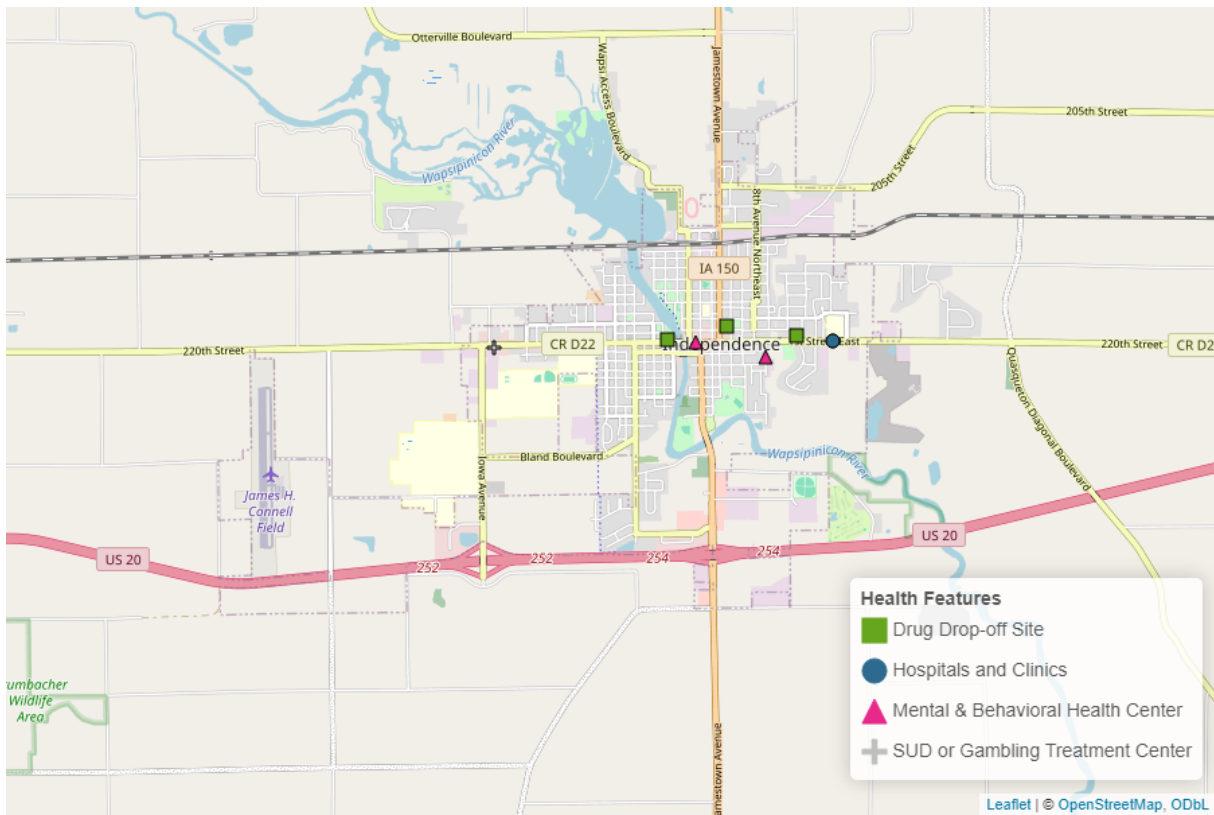 Otterville Boulevard
Wapsi Access Boulevard
Jamestown Avenue
205th Street
Wapsipinicon River
205th Street
8th Avenue Northeast
IA 150
220th Street
CR D22
Independence
East
220th Street
CR D2
Quasqueton Diagonal Boulevard
Bland Boulevard
Wapsipinicon River
Iowa Avenue
James H.
Connell
Field
US 20
252
252
254
254
US 20
umbacher
Wildlife
Area
amestown Avenue
Health Features
Drug Drop-off Site
Hospitals and Clinics
Mental & Behavioral Health Center
SUD or Gambling Treatment Center
Leaflet | © OpenStreetMap, ODbL